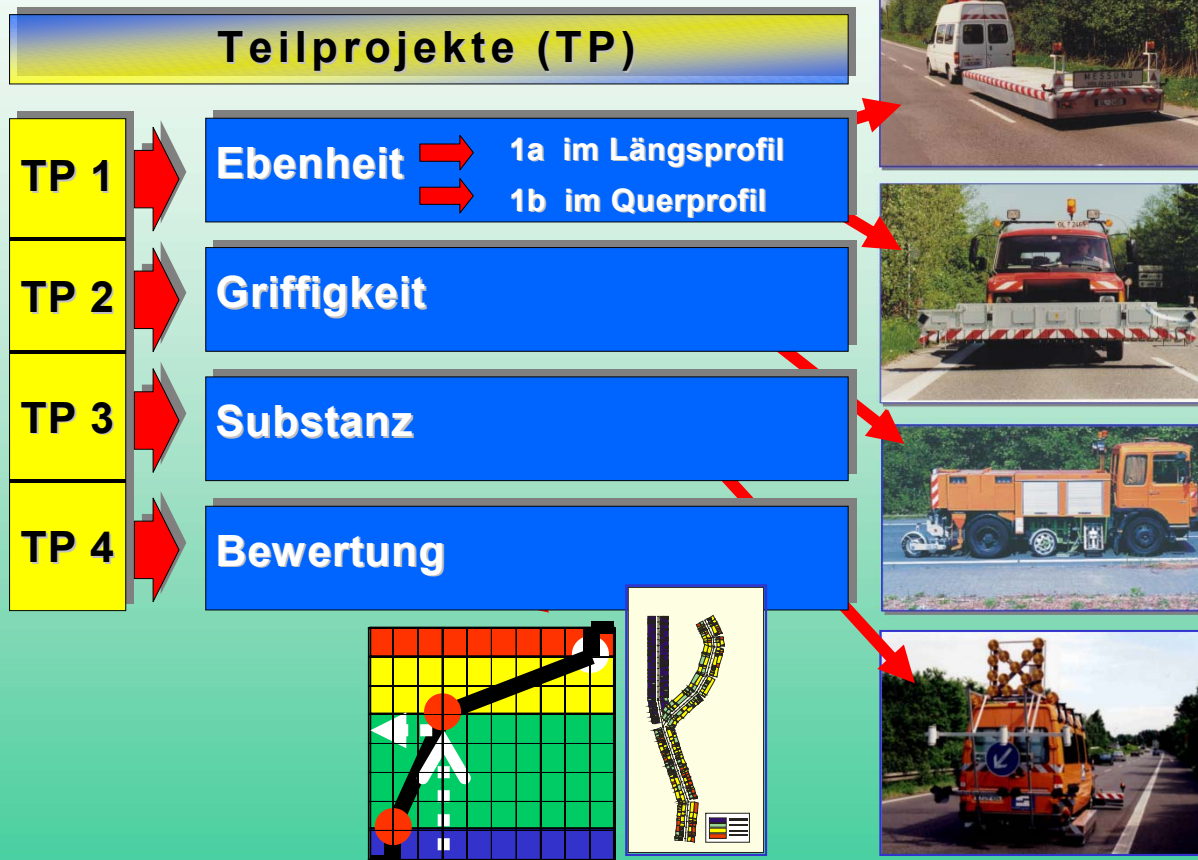 Teilprojekte (TP)
TP 1
Ebenheit
1a im Längsprofil
1b im Querprofil
TP 2
Griffigkeit
TP 3
Substanz
TP 4
Bewertung
MESSUNG